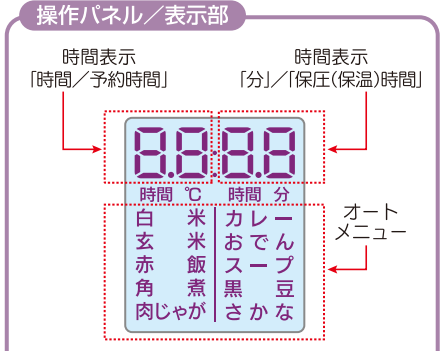 操作パネル／表示部
時間表示
「時間／予約時間」
時間表示
「分」／「保圧(保温)時間」
88:88
時間 ℃ 時間 分
白米 カレー
玄米 おでん
赤飯 スープ
角煮 黒豆
肉じゃが さかな
オート
メニュー